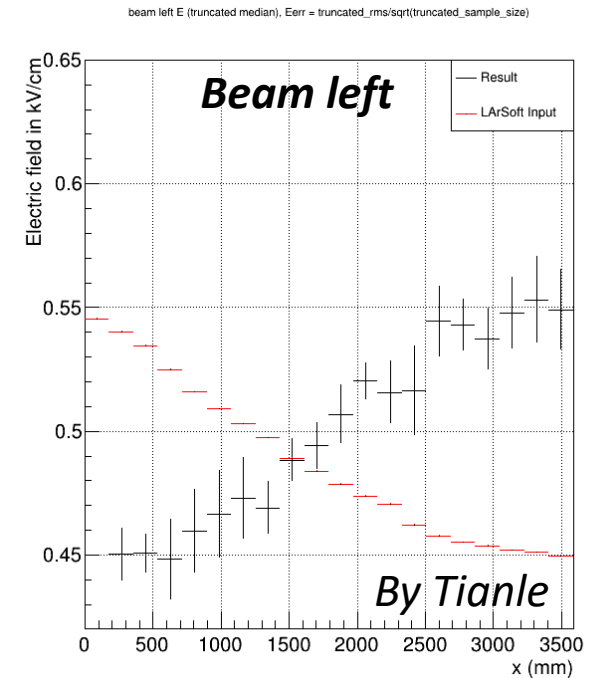 beam left E (truncated median), Eerr = truncated_rms/sqrt(truncated_sample_size)
Electric field in kV/cm
0.65
0.6
0.55
0.5
0.45
Beam left
Result
LArSoft Input
By Tianle
0 500 1000 1500 2000 2500 3000 3500
x (mm)